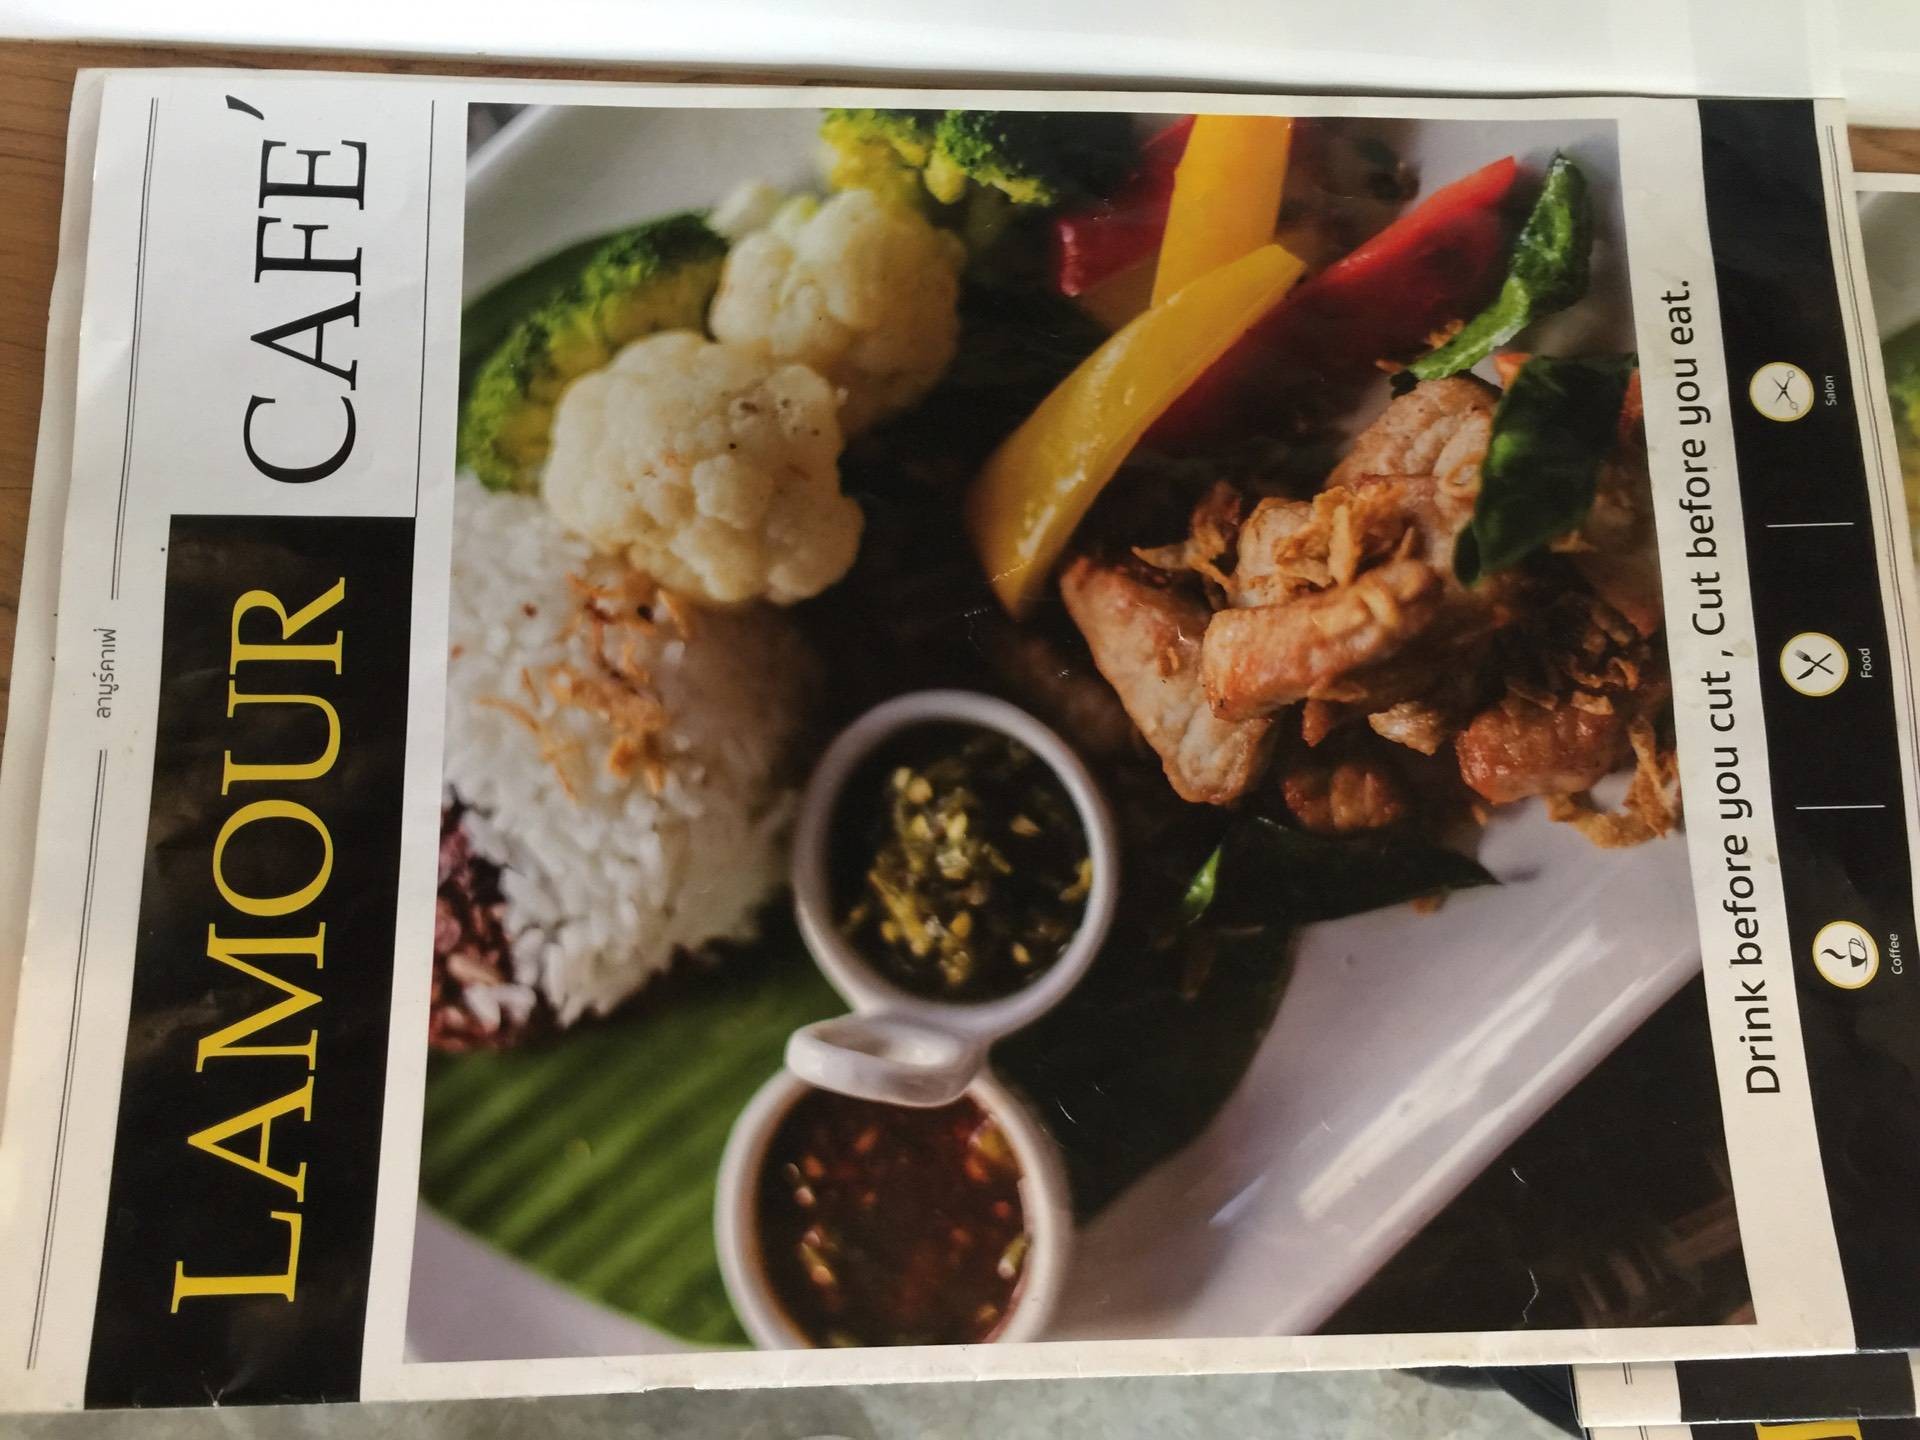 ลามูร์คาเฟ่
LAMOUR CAFE´
Drink before you cut , Cut before you eat.
Coffee
Food
Salon